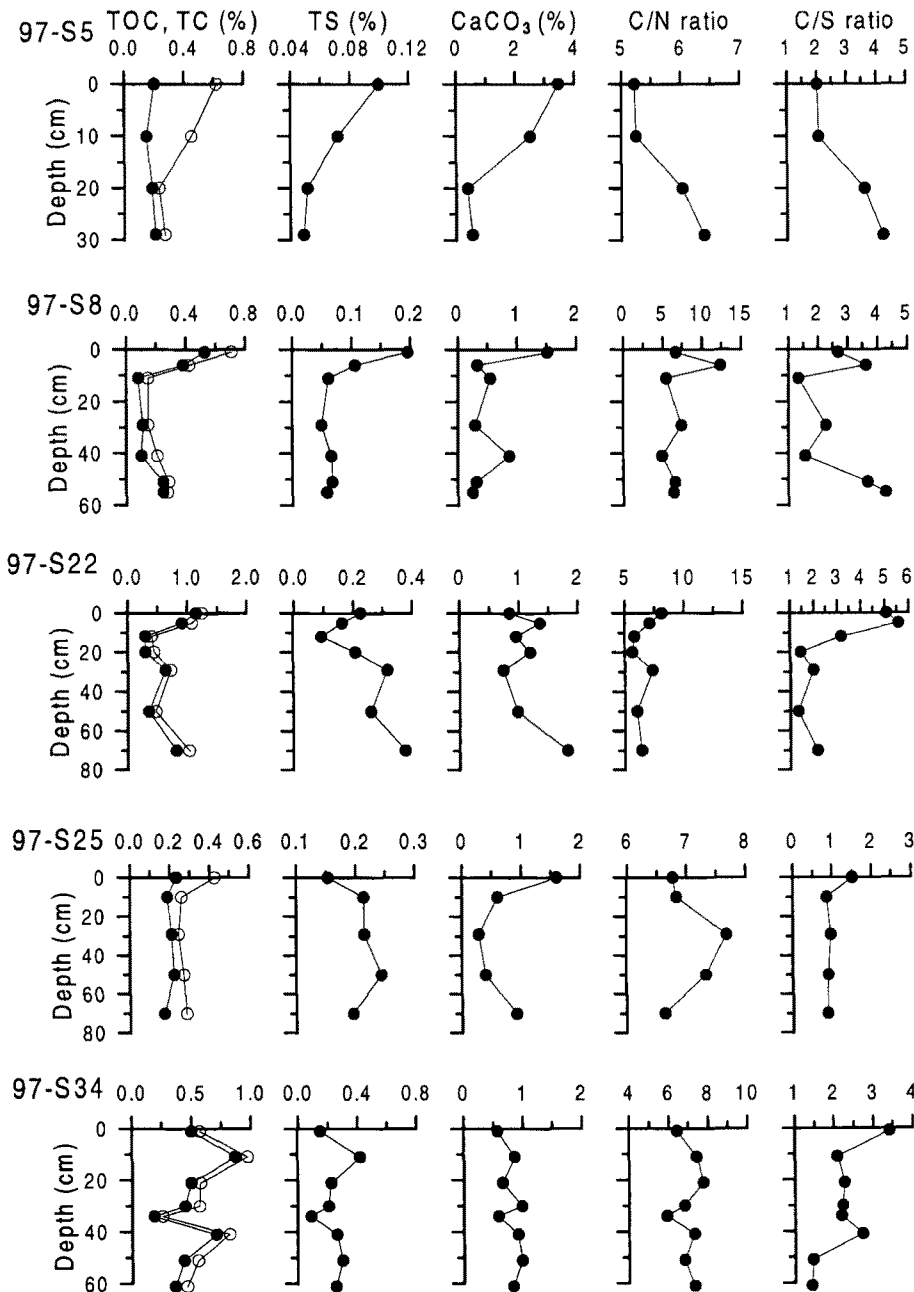 97-S5 TOC, TC (%) TS (%) CaCO₃ (%) C/N ratio C/S ratio
0.0 0.4 0.8 0.04 0.08 0.12 0 2 4 5 6 7 1 2 3 4 5
0
10
20
30
Depth (cm)
97-S8
0.0 0.4 0.8 0.0 0.1 0.2 0 1 2 0 5 10 15 1 2 3 4 5
0
20
40
60
Depth (cm)
97-S22
0.0 1.0 2.0 0.0 0.2 0.4 0 1 2 5 10 15 1 2 3 4 5 6
0
20
40
60
80
Depth (cm)
97-S25
0.0 0.2 0.4 0.6 0.1 0.2 0.3 0 1 2 6 7 8 0 1 2 3
0
20
40
60
80
Depth (cm)
97-S34
0.0 0.5 1.0 0.0 0.4 0.8 0 1 2 4 6 8 10 1 2 3 4
0
20
40
60
Depth (cm)